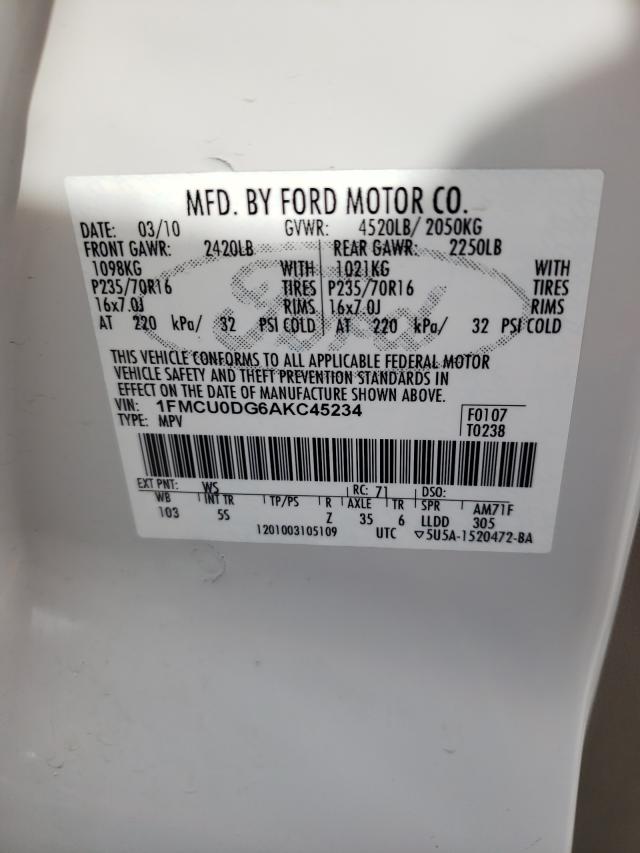 MFD. BY FORD MOTOR CO.
DATE: 03/10 GVWR: 4520LB/ 2050KG
FRONT GAWR: 2420LB REAR GAWR: 2250LB
1098KG WITH 1021KG WITH
P235/70R16 TIRES P235/70R16 TIRES
16x7.0J RIMS 16x7.0J RIMS
AT 220 kPa/ 32 PSI COLD AT 220 kPa/ 32 PSI COLD
Ford
THIS VEHICLE CONFORMS TO ALL APPLICABLE FEDERAL MOTOR
VEHICLE SAFETY AND THEFT PREVENTION STANDARDS IN
EFFECT ON THE DATE OF MANUFACTURE SHOWN ABOVE.
VIN: 1FMCU0DG6AKC45234 F0107
TYPE: MPV T0238
EXT PNT: WS RC: 71 DSO:
WB INT TR TP/PS R AXLE TR SPR AM71F
103 5S Z 35 6 LLDD 305
1201003105109 UTC ▽5U5A-1520472-BA